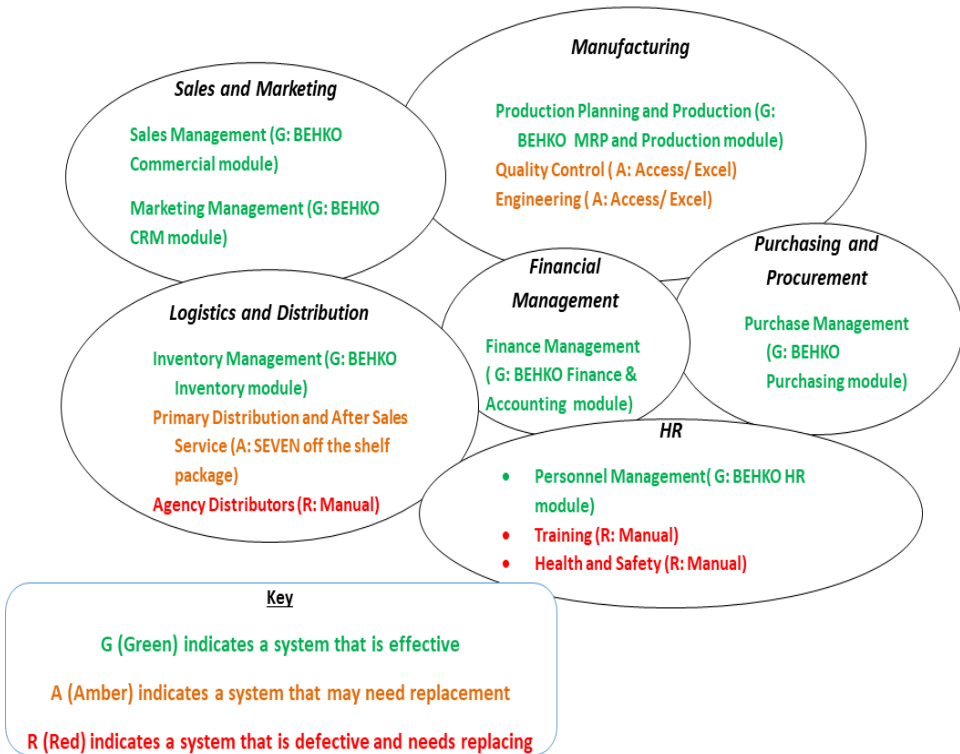 Manufacturing
Production Planning and Production (G:
BEHKO MRP and Production module)
Quality Control ( A: Access/ Excel)
Engineering ( A: Access/ Excel)
Sales and Marketing
Sales Management (G: BEHKO
Commercial module)
Marketing Management (G: BEHKO
CRM module)
Purchasing and
Procurement
Purchase Management
(G: BEHKO
Purchasing module)
Financial
Management
Finance Management
( G: BEHKO Finance &
Accounting module)
Logistics and Distribution
Inventory Management (G: BEHKO
Inventory module)
Primary Distribution and After Sales
Service (A: SEVEN off the shelf
package)
Agency Distributors (R: Manual)
HR
• Personnel Management( G: BEHKO HR
module)
• Training (R: Manual)
• Health and Safety (R: Manual)
Key
G (Green) indicates a system that is effective
A (Amber) indicates a system that may need replacement
R (Red) indicates a system that is defective and needs replacing